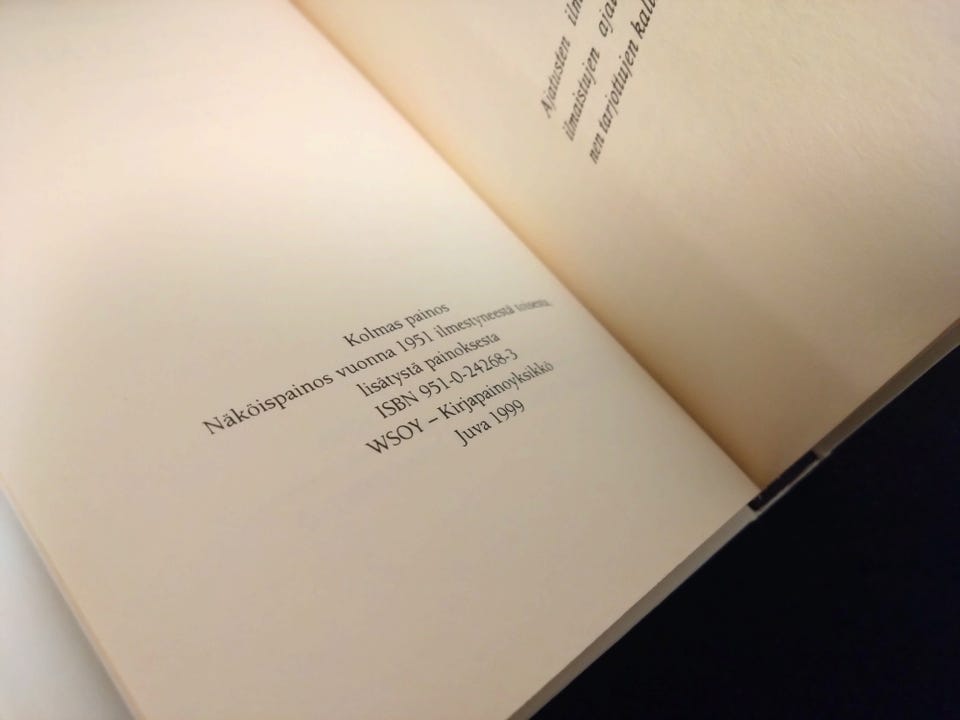 Kolmas painos
Näköispainos vuonna 1951 ilmestyneestä toisesta,
lisätystä painoksesta
ISBN 951-0-24268-3
WSOY – Kirjapainoyksikkö
Juva 1999
Ajatusten
ilmaistujen
nen tarjottujen